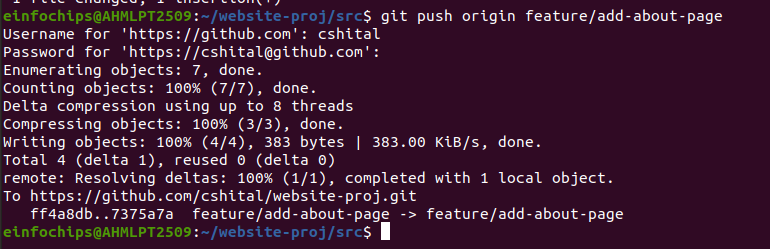 1 file changed, 1 insertion(+)
einfochips@AHMLPT2509:~/website-proj/src$ git push origin feature/add-about-page
Username for 'https://github.com': cshital
Password for 'https://cshital@github.com':
Enumerating objects: 7, done.
Counting objects: 100% (7/7), done.
Delta compression using up to 8 threads
Compressing objects: 100% (3/3), done.
Writing objects: 100% (4/4), 383 bytes | 383.00 KiB/s, done.
Total 4 (delta 1), reused 0 (delta 0)
remote: Resolving deltas: 100% (1/1), completed with 1 local object.
To https://github.com/cshital/website-proj.git
   ff4a8db..7375a7a  feature/add-about-page -> feature/add-about-page
einfochips@AHMLPT2509:~/website-proj/src$